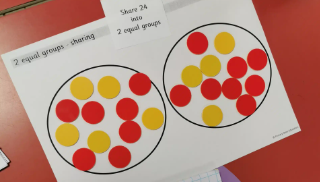 2 equal groups - sharing
Share 24
into
2 equal groups